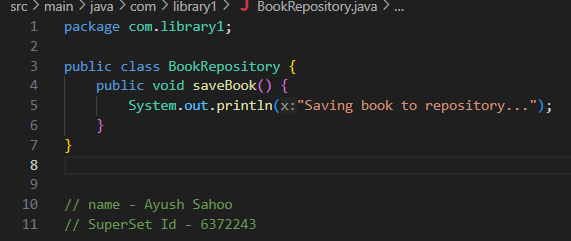 src > main > java > com > library1 > J BookRepository.java > ...
1 package com.library1;
2
3 public class BookRepository {
4 public void saveBook() {
5 System.out.println(x:"Saving book to repository...");
6 }
7 }
8
9
10 // name - Ayush Sahoo
11 // SuperSet Id - 6372243